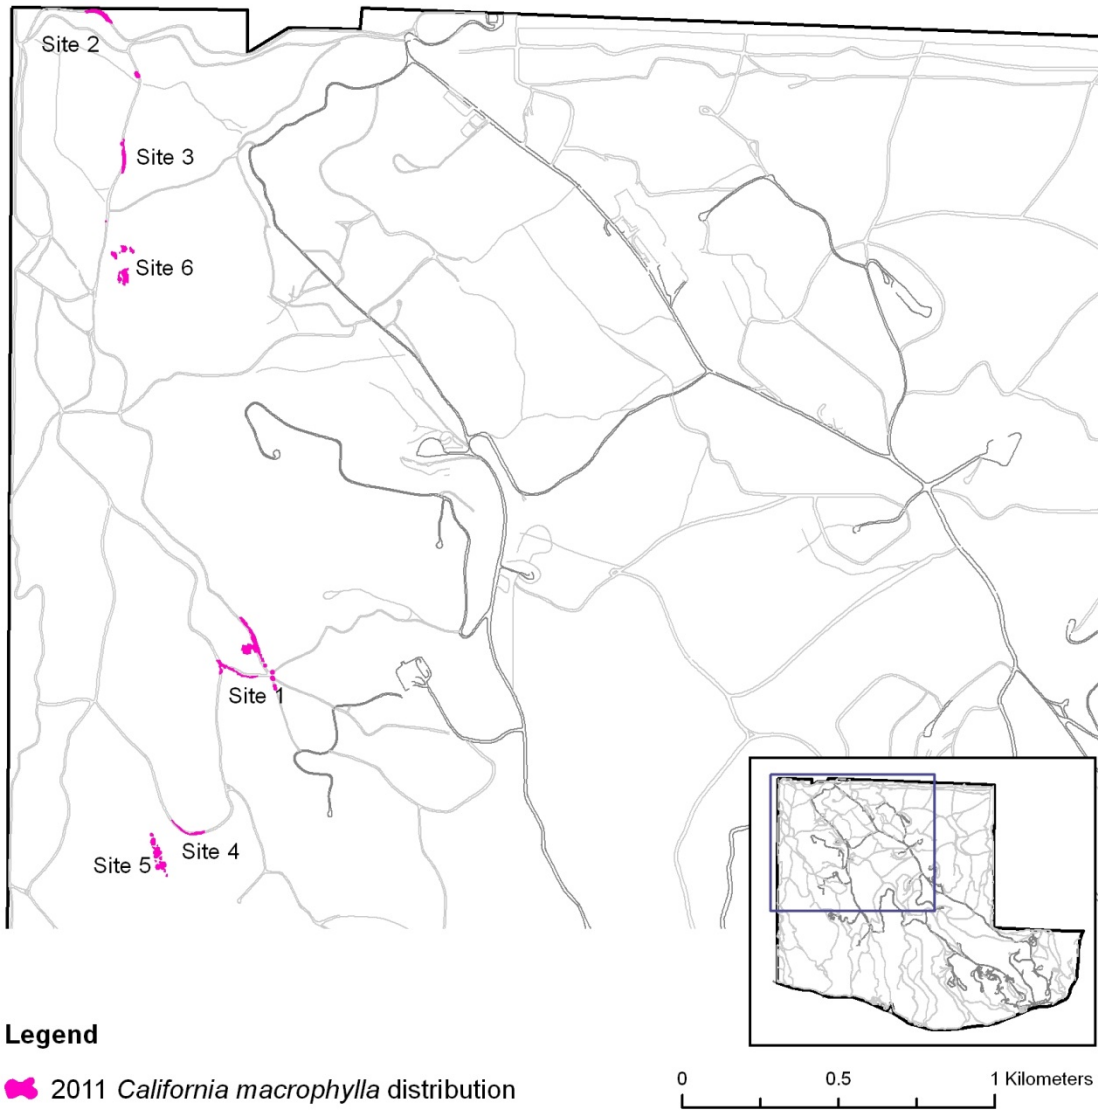 Site 2
Site 3
Site 6
Site 1
Site 4
Site 5
Legend
2011 California macrophylla distribution
0 0.5 1 Kilometers